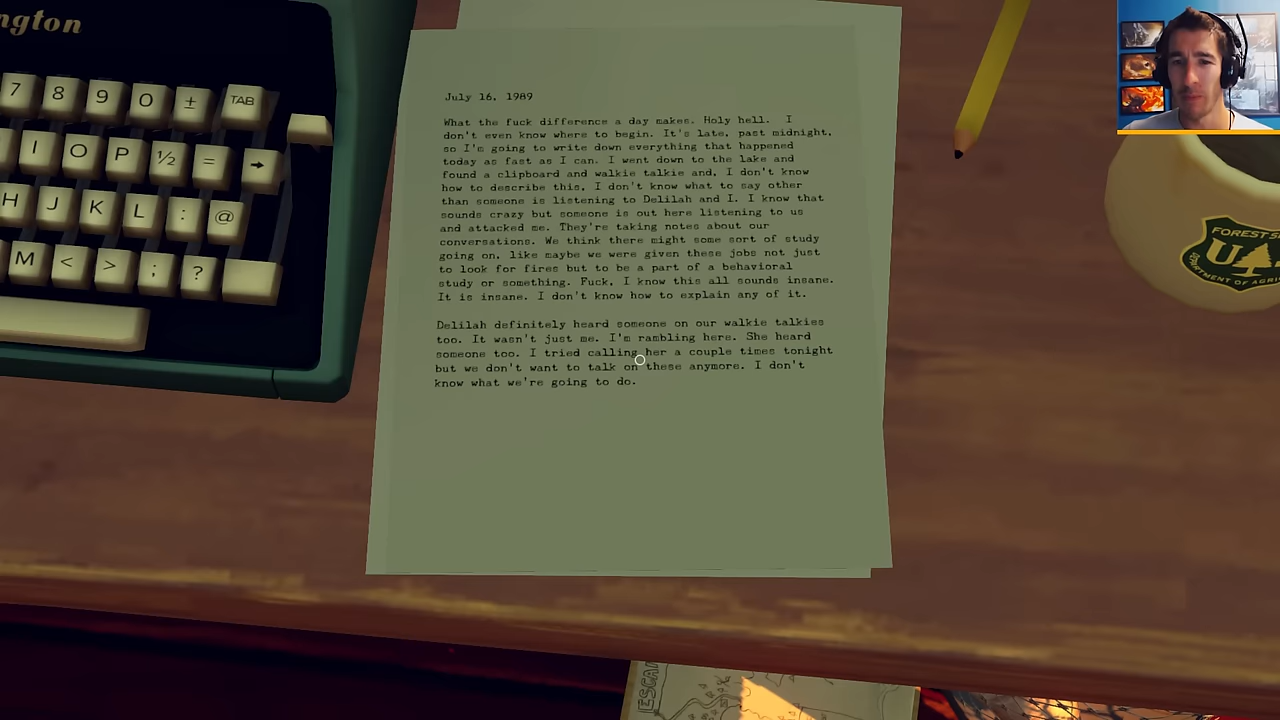 ngton
7 8 9 0 ± TAB
I O P ½ = →
H J K L : @
M < > ; ?
July 16, 1989
What the fuck difference a day makes. Holy hell. I
don't even know where to begin. It's late, past midnight,
so I'm going to write down everything that happened
today as fast as I can. I went down to the lake and
found a clipboard and walkie talkie and, I don't know
how to describe this, I don't know what to say other
than someone is listening to Delilah and I. I know that
sounds crazy but someone is out here listening to us
and attacked me. They're taking notes about our
conversations. We think there might some sort of study
going on, like maybe we were given these jobs not just
to look for fires but to be a part of a behavioral
study or something. Fuck, I know this all sounds insane.
It is insane. I don't know how to explain any of it.
Delilah definitely heard someone on our walkie talkies
too. It wasn't just me. I'm rambling here. She heard
someone too. I tried calling her a couple times tonight
but we don't want to talk on these anymore. I don't
know what we're going to do.
FOREST S
U
DEPARTMENT OF AGRI
ESCA